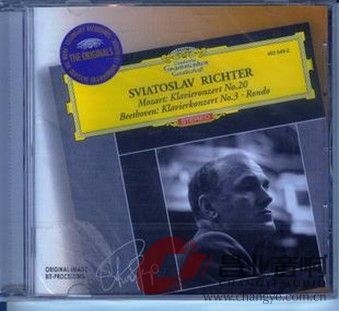 THE ORIGINALS
Deutsche
Grammophon
Gesellschaft
SVIATOSLAV RICHTER
Mozart: Klavierkonzert No.20
Beethoven: Klavierkonzert No.3 · Rondo
STEREO
ORIGINAL-IMAGE
BIT-PROCESSING
www.changye.com.cn